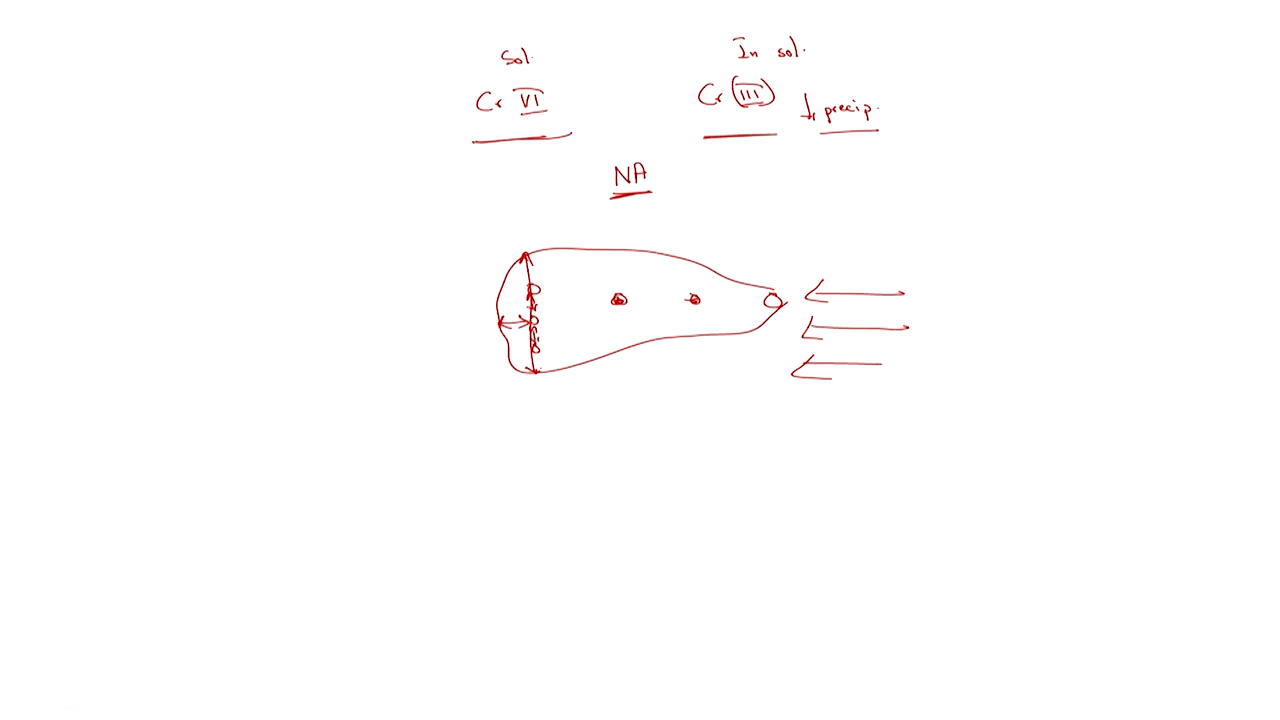 Sol. In sol.
Cr VI Cr (III) ↓ precip.
NA